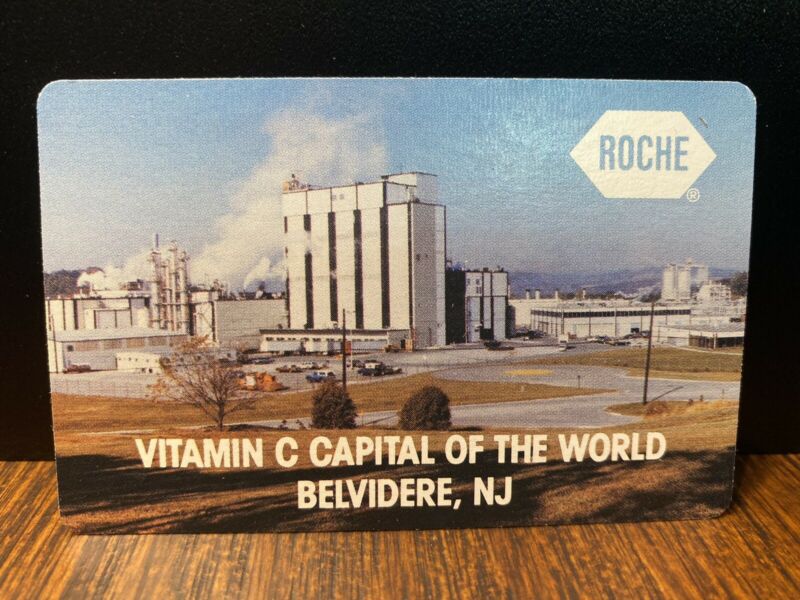 ROCHE
®
VITAMIN C CAPITAL OF THE WORLD
BELVIDERE, NJ